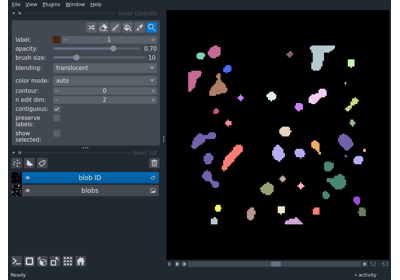 File View Plugins Window Help
layer controls
label: 1
opacity: 0.70
brush size: 10
blending: translucent
color mode: auto
contour: 0
n edit dim: 2
contiguous:
preserve
labels:
show
selected:
layer list
blob ID
blobs
32 63
Ready
activity